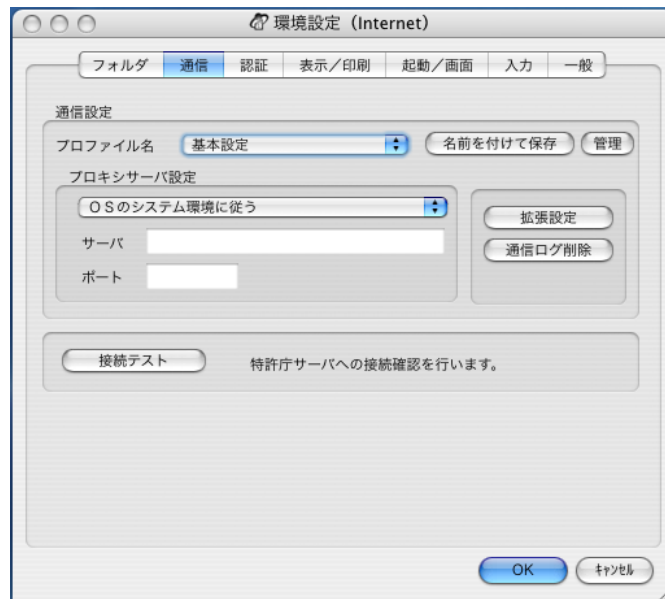 環境設定（Internet）
フォルダ 通信 認証 表示／印刷 起動／画面 入力 一般
通信設定
プロファイル名 基本設定 名前を付けて保存 管理
プロキシサーバ設定
ＯＳのシステム環境に従う
サーバ
ポート
拡張設定
通信ログ削除
接続テスト 特許庁サーバへの接続確認を行います。
OK ｷｬﾝｾﾙ